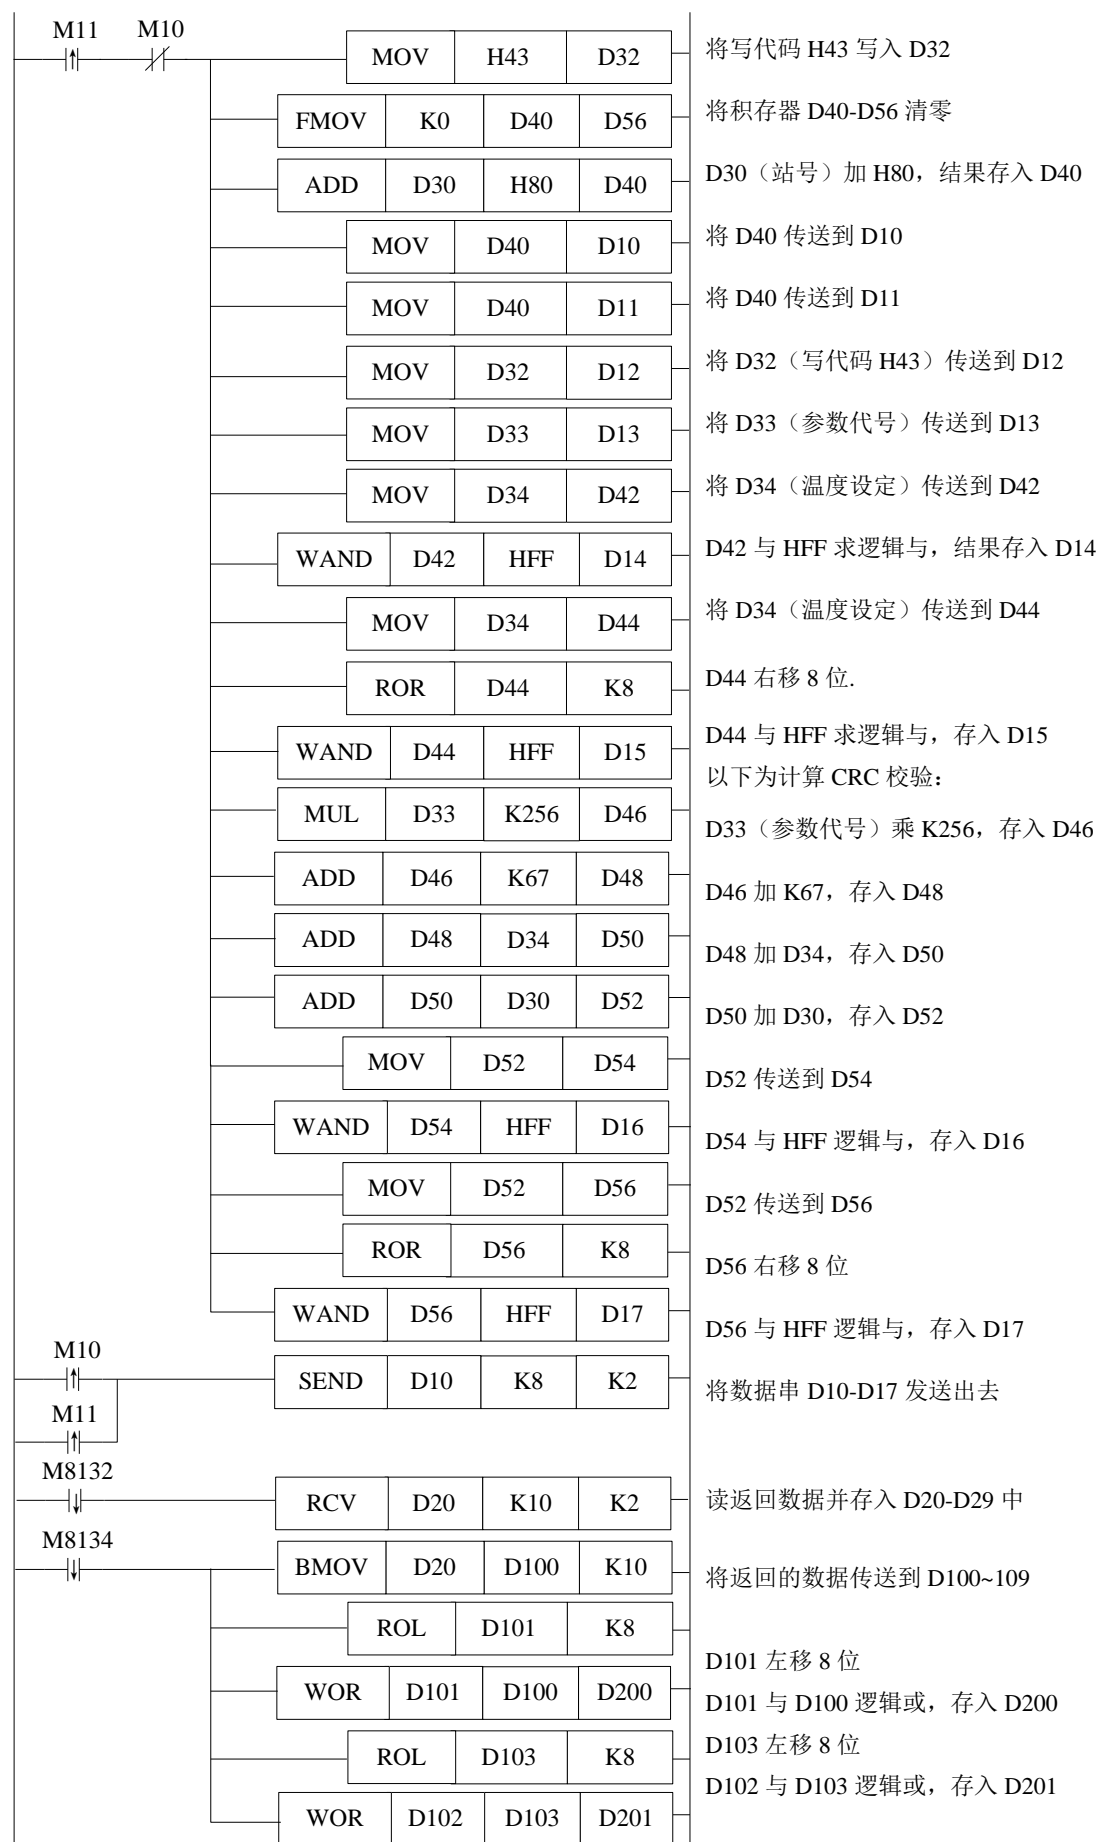 M11 M10
MOV H43 D32 将写代码 H43 写入 D32
FMOV K0 D40 D56 将积存器 D40-D56 清零
ADD D30 H80 D40 D30（站号）加 H80，结果存入 D40
MOV D40 D10 将 D40 传送到 D10
MOV D40 D11 将 D40 传送到 D11
MOV D32 D12 将 D32（写代码 H43）传送到 D12
MOV D33 D13 将 D33（参数代号）传送到 D13
MOV D34 D42 将 D34（温度设定）传送到 D42
WAND D42 HFF D14 D42 与 HFF 求逻辑与，结果存入 D14
MOV D34 D44 将 D34（温度设定）传送到 D44
ROR D44 K8 D44 右移 8 位.
WAND D44 HFF D15 D44 与 HFF 求逻辑与，存入 D15
以下为计算 CRC 校验：
MUL D33 K256 D46 D33（参数代号）乘 K256，存入 D46
ADD D46 K67 D48 D46 加 K67，存入 D48
ADD D48 D34 D50 D48 加 D34，存入 D50
ADD D50 D30 D52 D50 加 D30，存入 D52
MOV D52 D54 D52 传送到 D54
WAND D54 HFF D16 D54 与 HFF 逻辑与，存入 D16
MOV D52 D56 D52 传送到 D56
ROR D56 K8 D56 右移 8 位
WAND D56 HFF D17 D56 与 HFF 逻辑与，存入 D17
M10
SEND D10 K8 K2 将数据串 D10-D17 发送出去
M11
M8132
RCV D20 K10 K2 读返回数据并存入 D20-D29 中
M8134
BMOV D20 D100 K10 将返回的数据传送到 D100~109
ROL D101 K8 D101 左移 8 位
WOR D101 D100 D200 D101 与 D100 逻辑或，存入 D200
ROL D103 K8 D103 左移 8 位
WOR D102 D103 D201 D102 与 D103 逻辑或，存入 D201